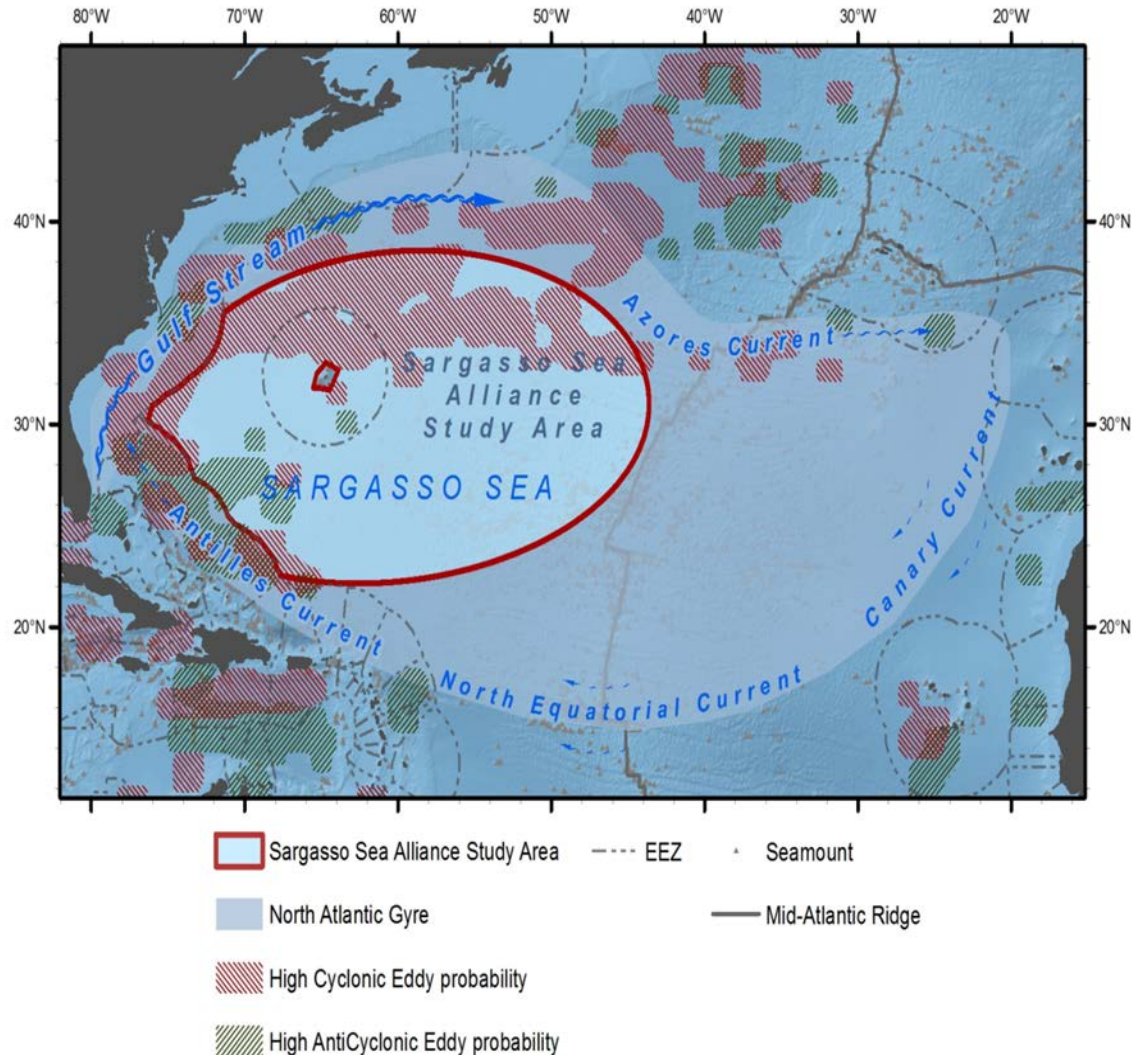 80°W 70°W 60°W 50°W 40°W 30°W 20°W
40°N 40°N
Gulf Stream
Azores Current
Sargasso Sea
Alliance
Study Area
30°N 30°N
SARGASSO SEA
Antilles Current
Canary Current
20°N 20°N
North Equatorial Current
80°W 70°W 60°W 50°W 40°W 30°W 20°W
Sargasso Sea Alliance Study Area EEZ Seamount
North Atlantic Gyre Mid-Atlantic Ridge
High Cyclonic Eddy probability
High AntiCyclonic Eddy probability